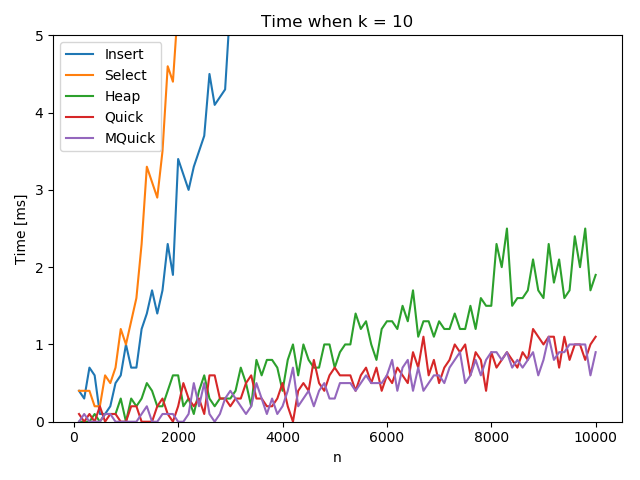 Time when k = 10
Insert
Select
Heap
Quick
MQuick
5
4
3
2
1
0
Time [ms]
0
2000
4000
6000
8000
10000
n